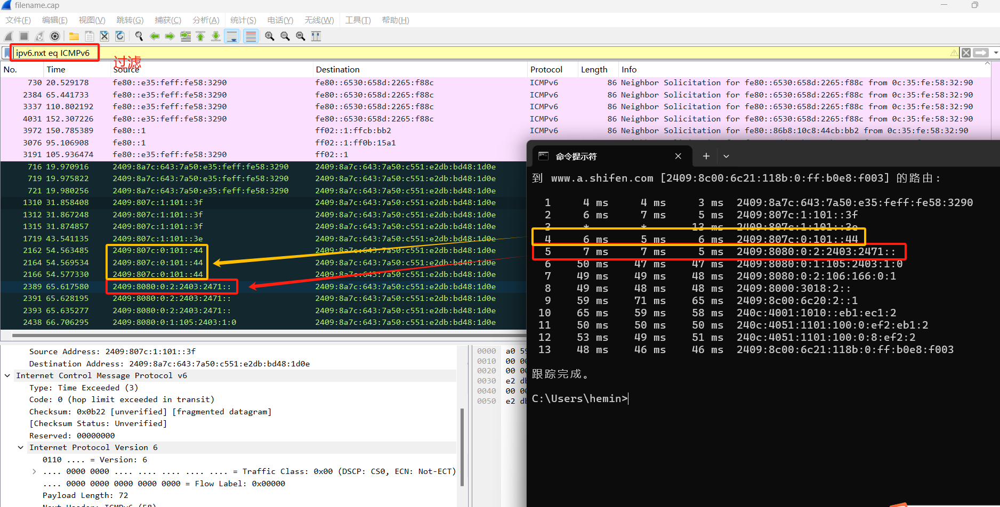 filename.cap
文件(F) 编辑(E) 视图(V) 跳转(G) 捕获(C) 分析(A) 统计(S) 电话(Y) 无线(W) 工具(T) 帮助(H)
ipv6.nxt eq ICMPv6
过滤
No. Time Source Destination Protocol Length Info
730 20.529178 fe80::e35:feff:fe58:3290 fe80::6530:658d:2265:f88c ICMPv6 86 Neighbor Solicitation for fe80::6530:658d:2265:f88c from 0c:35:fe:58:32:90
2384 65.441733 fe80::e35:feff:fe58:3290 fe80::6530:658d:2265:f88c ICMPv6 86 Neighbor Solicitation for fe80::6530:658d:2265:f88c from 0c:35:fe:58:32:90
3337 110.802192 fe80::e35:feff:fe58:3290 fe80::6530:658d:2265:f88c ICMPv6 86 Neighbor Solicitation for fe80::6530:658d:2265:f88c from 0c:35:fe:58:32:90
4031 152.307226 fe80::e35:feff:fe58:3290 fe80::6530:658d:2265:f88c ICMPv6 86 Neighbor Solicitation for fe80::6530:658d:2265:f88c from 0c:35:fe:58:32:90
3972 150.785389 fe80::1 ff02::1:ffcb:bb2 ICMPv6 86 Neighbor Solicitation for fe80::86b8:10c8:44cb:bb2 from 0c:35:fe:58:32:90
3076 95.106908 fe80::1 ff02::1:ff0b:15a1
3191 105.936474 fe80::e35:feff:fe58:3290 ff02::1
716 19.970916 2409:8a7c:643:7a50:e35:feff:fe58:3290 2409:8a7c:643:7a50:c551:e2db:bd48:1d0e
719 19.975822 2409:8a7c:643:7a50:e35:feff:fe58:3290 2409:8a7c:643:7a50:c551:e2db:bd48:1d0e
721 19.980256 2409:8a7c:643:7a50:e35:feff:fe58:3290 2409:8a7c:643:7a50:c551:e2db:bd48:1d0e
1310 31.858408 2409:807c:1:101::3f 2409:8a7c:643:7a50:c551:e2db:bd48:1d0e
1312 31.867248 2409:807c:1:101::3f 2409:8a7c:643:7a50:c551:e2db:bd48:1d0e
1315 31.874857 2409:807c:1:101::3f 2409:8a7c:643:7a50:c551:e2db:bd48:1d0e
1719 43.541135 2409:807c:1:101::3e 2409:8a7c:643:7a50:c551:e2db:bd48:1d0e
2162 54.563485 2409:807c:0:101::44 2409:8a7c:643:7a50:c551:e2db:bd48:1d0e
2164 54.569534 2409:807c:0:101::44 2409:8a7c:643:7a50:c551:e2db:bd48:1d0e
2166 54.577330 2409:807c:0:101::44 2409:8a7c:643:7a50:c551:e2db:bd48:1d0e
2389 65.617580 2409:8080:0:2:2403:2471:: 2409:8a7c:643:7a50:c551:e2db:bd48:1d0e
2391 65.628195 2409:8080:0:2:2403:2471:: 2409:8a7c:643:7a50:c551:e2db:bd48:1d0e
2393 65.635277 2409:8080:0:2:2403:2471:: 2409:8a7c:643:7a50:c551:e2db:bd48:1d0e
2438 66.706295 2409:8080:0:1:105:2403:1:0 2409:8a7c:643:7a50:c551:e2db:bd48:1d0e
Source Address: 2409:807c:1:101::3f
Destination Address: 2409:8a7c:643:7a50:c551:e2db:bd48:1d0e
Internet Control Message Protocol v6
Type: Time Exceeded (3)
Code: 0 (hop limit exceeded in transit)
Checksum: 0x0b22 [unverified] [fragmented datagram]
[Checksum Status: Unverified]
Reserved: 00000000
Internet Protocol Version 6
0110 .... = Version: 6
.... 0000 0000 .... .... .... .... .... = Traffic Class: 0x00 (DSCP: CS0, ECN: Not-ECT)
.... 0000 0000 0000 0000 0000 = Flow Label: 0x00000
Payload Length: 72
Next Header: ICMPv6 (58)
0000 a0 59
0010 00 00
0020 00 00
0030 e2 db
0040 00 00
0050 e2 db
命令提示符
到 www.a.shifen.com [2409:8c00:6c21:118b:0:ff:b0e8:f003] 的路由:
1 4 ms 4 ms 3 ms 2409:8a7c:643:7a50:e35:feff:fe58:3290
2 6 ms 7 ms 5 ms 2409:807c:1:101::3f
3 * * 13 ms 2409:807c:1:101::3e
4 6 ms 5 ms 6 ms 2409:807c:0:101::44
5 7 ms 7 ms 5 ms 2409:8080:0:2:2403:2471::
6 50 ms 47 ms 47 ms 2409:8080:0:1:105:2403:1:0
7 49 ms 49 ms 48 ms 2409:8080:0:2:106:166:0:1
8 49 ms 48 ms 48 ms 2409:8000:3018:2::
9 59 ms 71 ms 65 ms 2409:8c00:6c20:2::1
10 65 ms 59 ms 58 ms 240c:4001:1010::eb1:ec1:2
11 50 ms 50 ms 50 ms 240c:4051:1101:100:0:ef2:eb1:2
12 53 ms 49 ms 51 ms 240c:4051:1101:100:0:8:ef2:2
13 48 ms 46 ms 46 ms 2409:8c00:6c21:118b:0:ff:b0e8:f003
跟踪完成。
C:\Users\hemin>